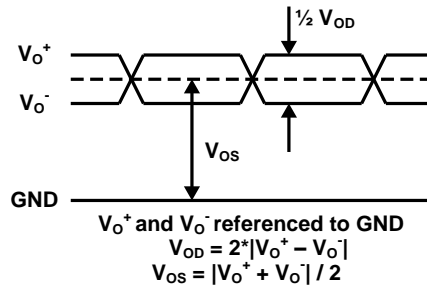 ½ V_OD
V_O⁺
V_O⁻
V_OS
GND
V_O⁺ and V_O⁻ referenced to GND
V_OD = 2*|V_O⁺ – V_O⁻|
V_OS = |V_O⁺ + V_O⁻| / 2